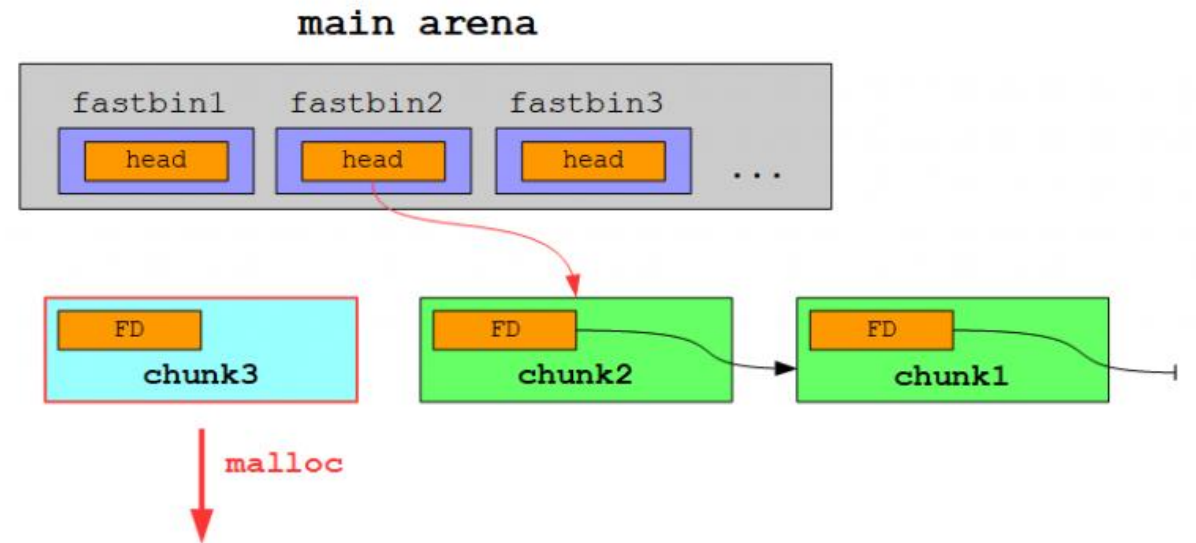 main arena
fastbin1 fastbin2 fastbin3
head head head ...
FD FD FD
chunk3 chunk2 chunk1
malloc